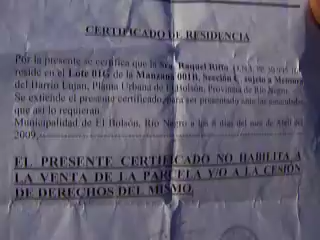 CERTIFICADO DE RESIDENCIA
Por la presente se certifica que la Sra. Raquel
reside en el Lote 01G de la Manzana 001B, Sección C sujeto a Mensura
del Barrio Lujan, Planta Urbana de El Bolsón, Provincia de Río Negro.
Se extiende el presente certificado, para ser presentado ante las autoridades
que así lo requieran.
Municipalidad de El Bolsón, Río Negro a los 8 días del mes de Abril del
2009.
EL PRESENTE CERTIFICADO NO HABILITA A
LA VENTA DE LA PARCELA Y/O A LA CESIÓN
DE DERECHOS DEL MISMO.